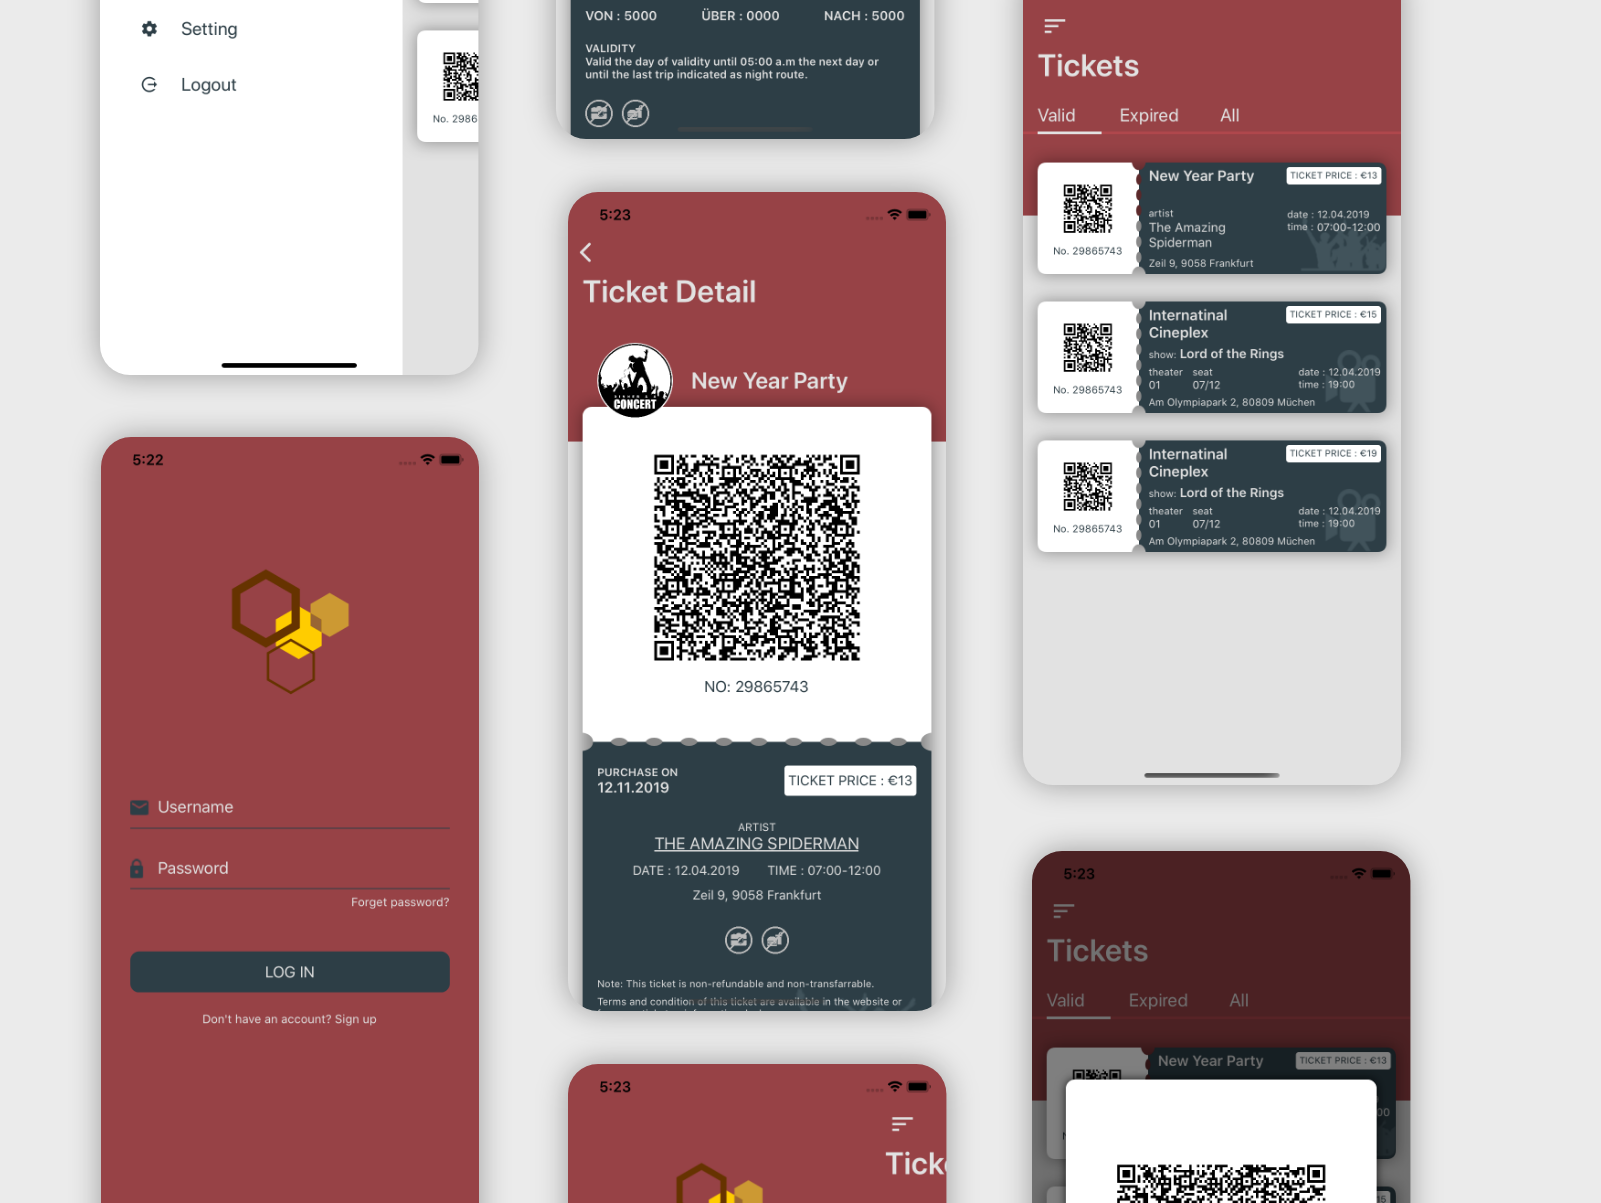 Setting
Logout
No. 2986
5:22
Username
Password
Forget password?
LOG IN
Don't have an account? Sign up
VON : 5000 ÜBER : 0000 NACH : 5000
VALIDITY
Valid the day of validity until 05:00 a.m the next day or
until the last trip indicated as night route.
5:23
Ticket Detail
CONCERT
New Year Party
NO: 29865743
PURCHASE ON
12.11.2019
TICKET PRICE : €13
ARTIST
THE AMAZING SPIDERMAN
DATE : 12.04.2019 TIME : 07:00-12:00
Zeil 9, 9058 Frankfurt
Note: This ticket is non-refundable and non-transfarrable.
Terms and condition of this ticket are available in the website or
5:23
Tick
Tickets
Valid Expired All
New Year Party
TICKET PRICE : €13
artist
The Amazing
Spiderman
date : 12.04.2019
time : 07:00-12:00
No. 29865743
Zeil 9, 9058 Frankfurt
Internatinal
Cineplex
TICKET PRICE : €15
show: Lord of the Rings
theater seat
01 07/12
date : 12.04.2019
time : 19:00
No. 29865743
Am Olympiapark 2, 80809 Müchen
Internatinal
Cineplex
TICKET PRICE : €19
show: Lord of the Rings
theater seat
01 07/12
date : 12.04.2019
time : 19:00
No. 29865743
Am Olympiapark 2, 80809 Müchen
5:23
Tickets
Valid Expired All
New Year Party
TICKET PRICE : €13
00
N
15